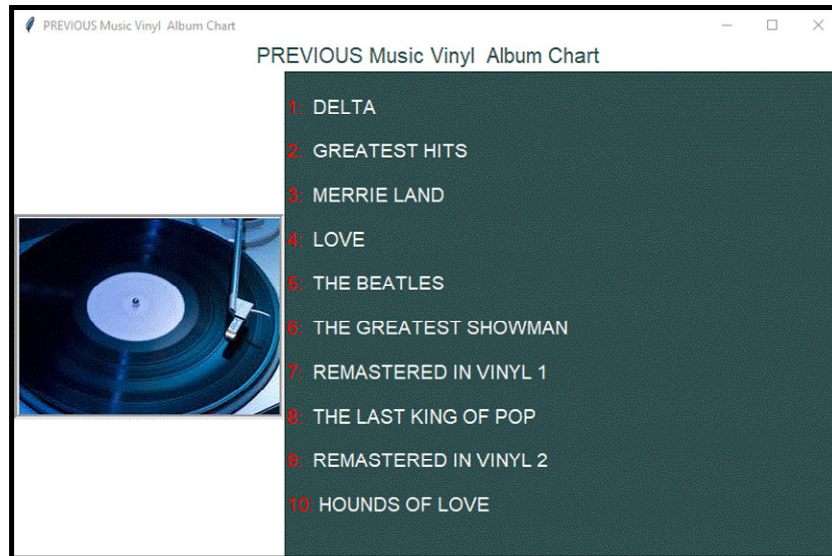 PREVIOUS Music Vinyl  Album Chart
PREVIOUS Music Vinyl  Album Chart
1: DELTA
2: GREATEST HITS
3: MERRIE LAND
4: LOVE
5: THE BEATLES
6: THE GREATEST SHOWMAN
7: REMASTERED IN VINYL 1
8: THE LAST KING OF POP
9: REMASTERED IN VINYL 2
10: HOUNDS OF LOVE